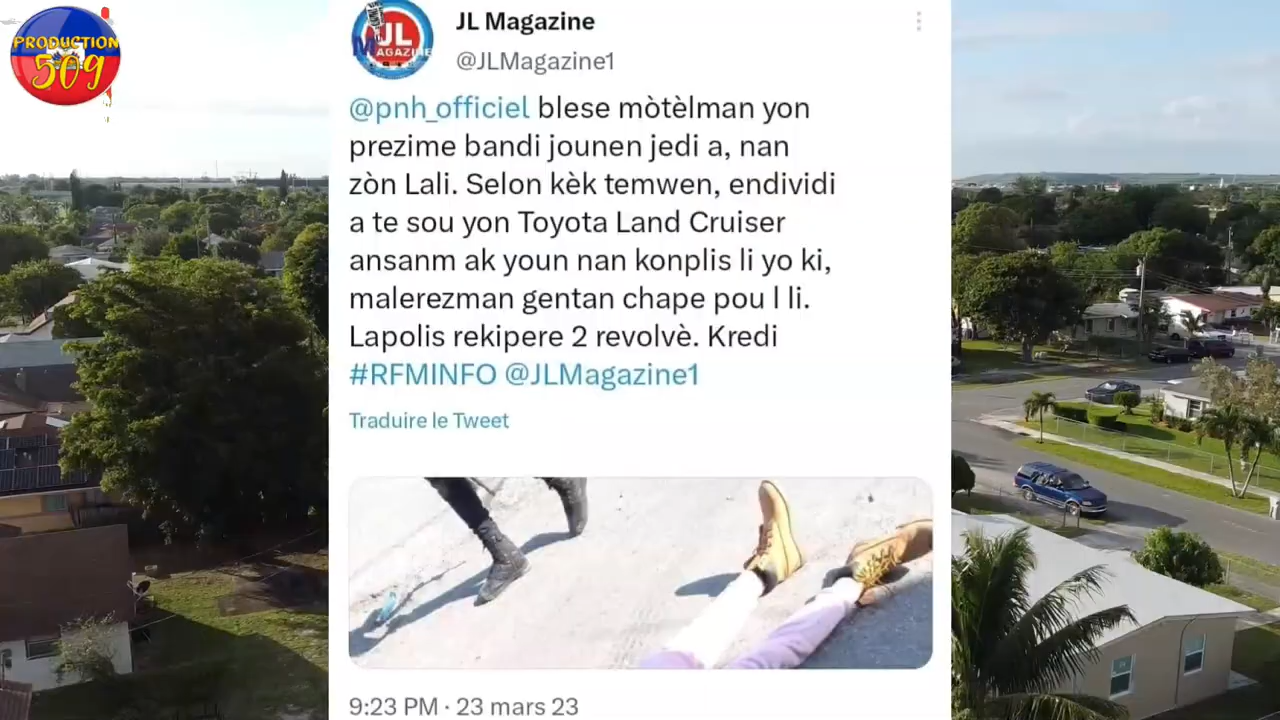 PRODUCTION
509
JL
MAGAZINE
JL Magazine
@JLMagazine1
@pnh_officiel blese mòtèlman yon
prezime bandi jounen jedi a, nan
zòn Lali. Selon kèk temwen, endividi
a te sou yon Toyota Land Cruiser
ansanm ak youn nan konplis li yo ki,
malerezman gentan chape pou l li.
Lapolis rekipere 2 revolvè. Kredi
#RFMINFO @JLMagazine1
Traduire le Tweet
9:23 PM · 23 mars 23